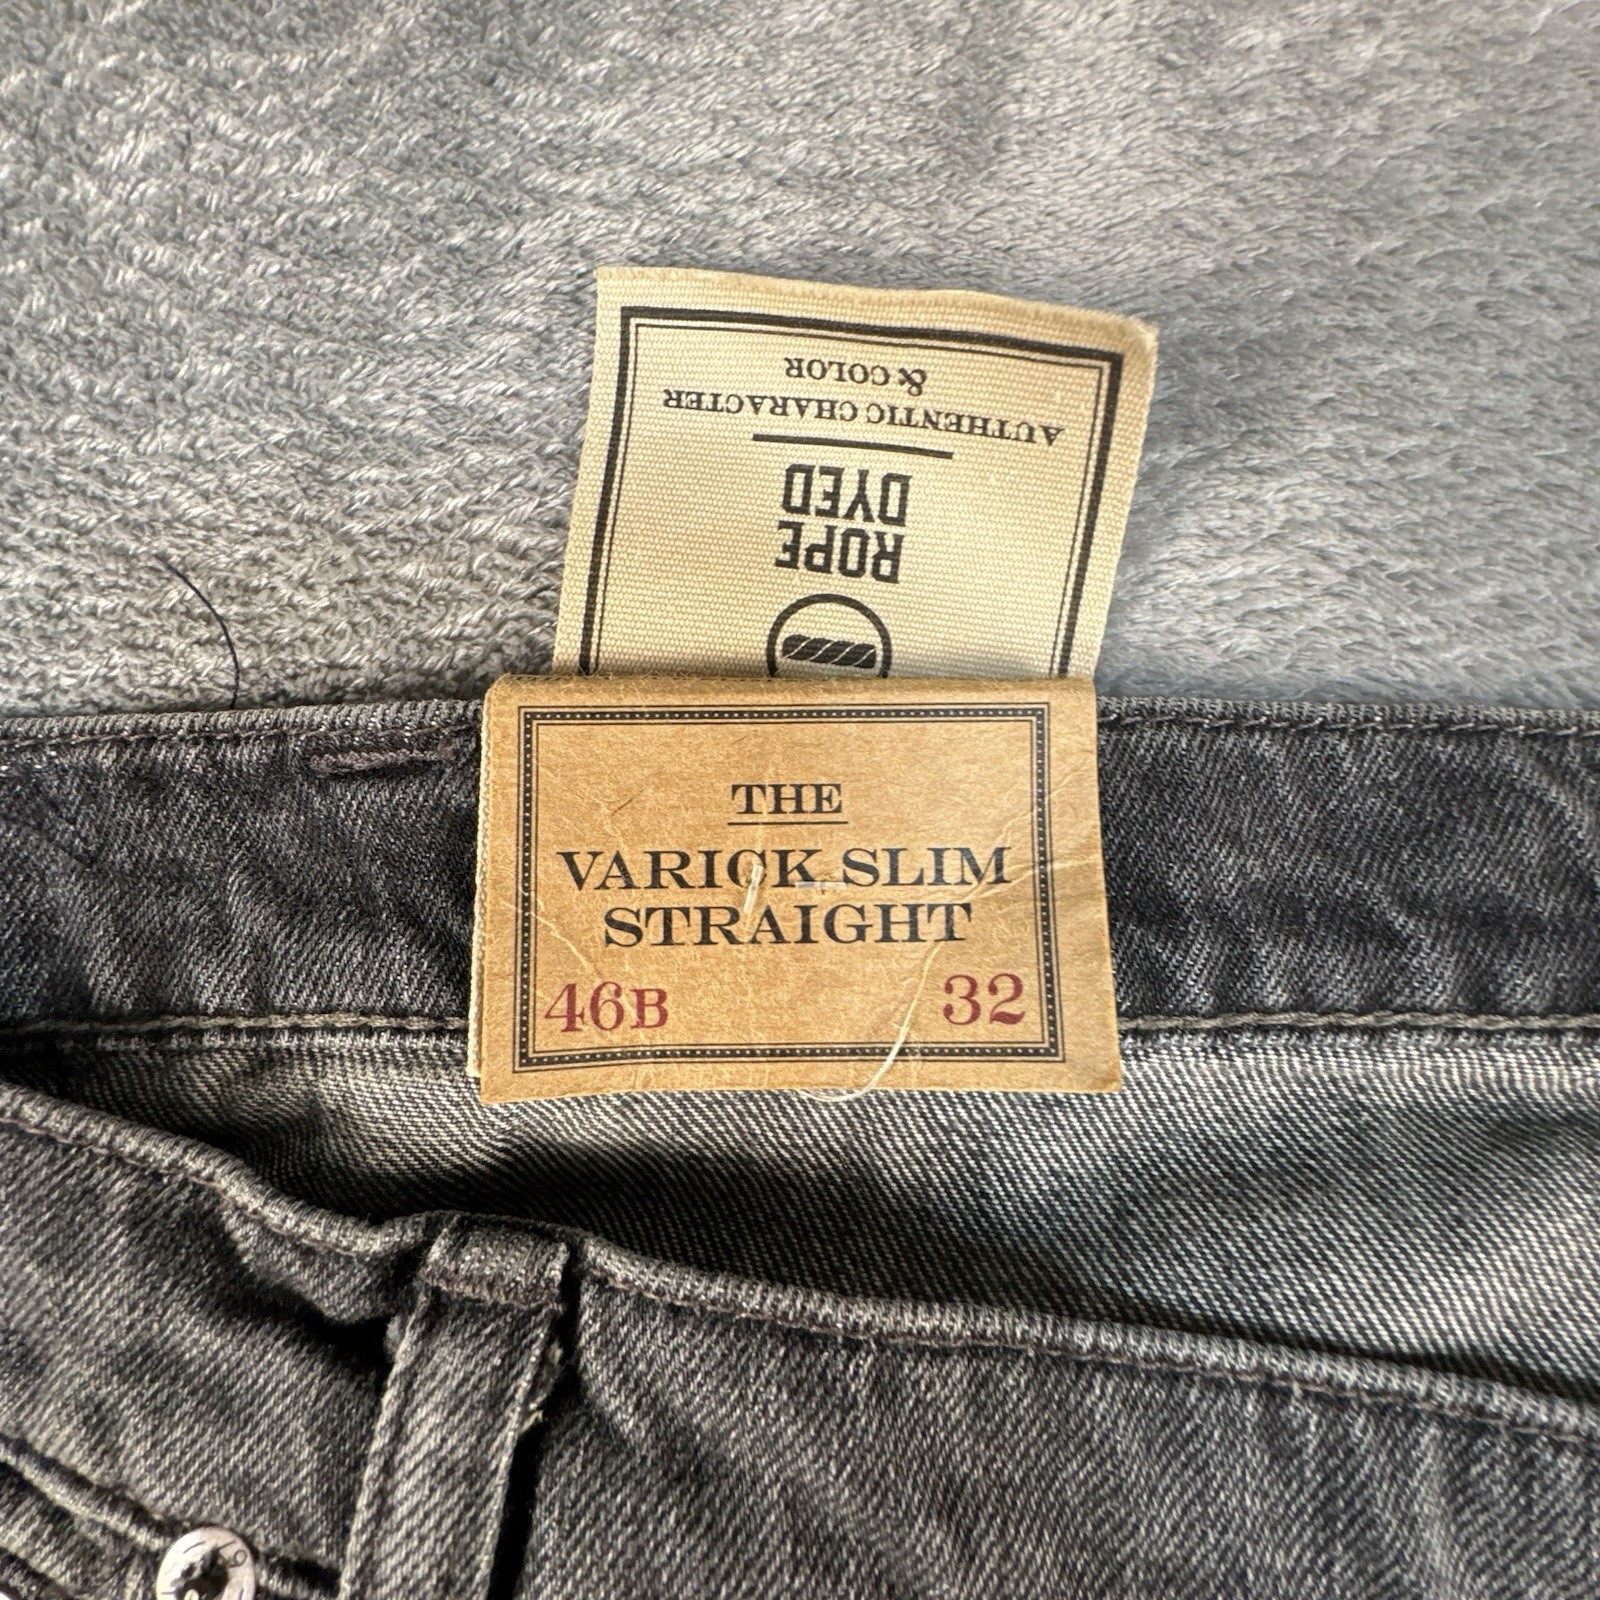 ROPE
DYED
AUTHENTIC CHARACTER
& COLOR
THE
VARICK SLIM
STRAIGHT
46B 32